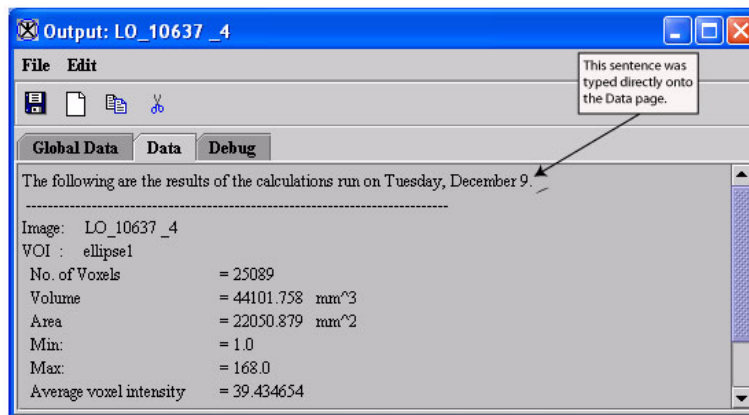 Output: LO_10637 _4
File Edit
This sentence was
typed directly onto
the Data page.
Global Data Data Debug
The following are the results of the calculations run on Tuesday, December 9.
--------------------------------------------------------------------------------
Image: LO_10637 _4
VOI : ellipse1
No. of Voxels = 25089
Volume = 44101.758 mm^3
Area = 22050.879 mm^2
Min: = 1.0
Max: = 168.0
Average voxel intensity = 39.434654